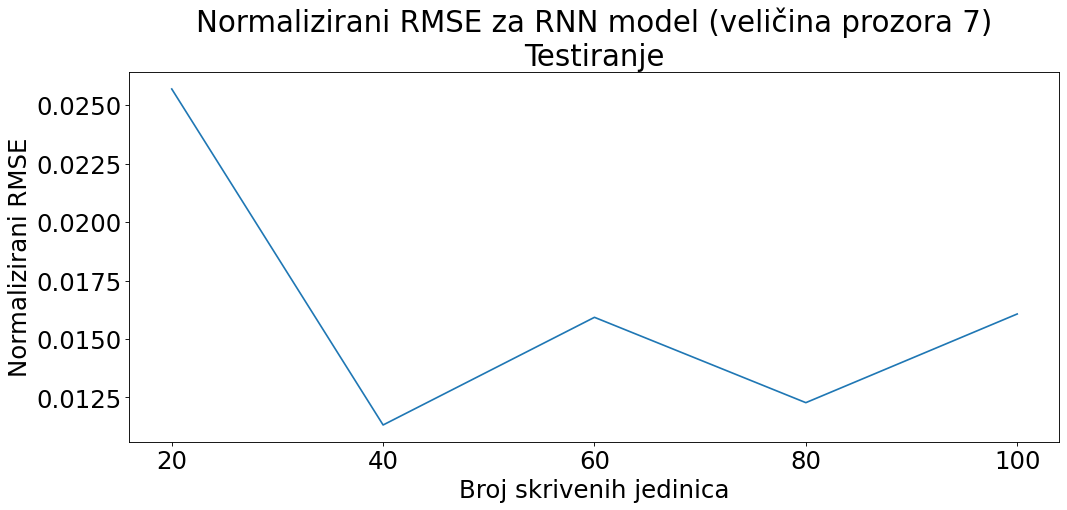 Normalizirani RMSE za RNN model (veličina prozora 7)
Testiranje
Normalizirani RMSE
0.0250
0.0225
0.0200
0.0175
0.0150
0.0125
20 40 60 80 100
Broj skrivenih jedinica